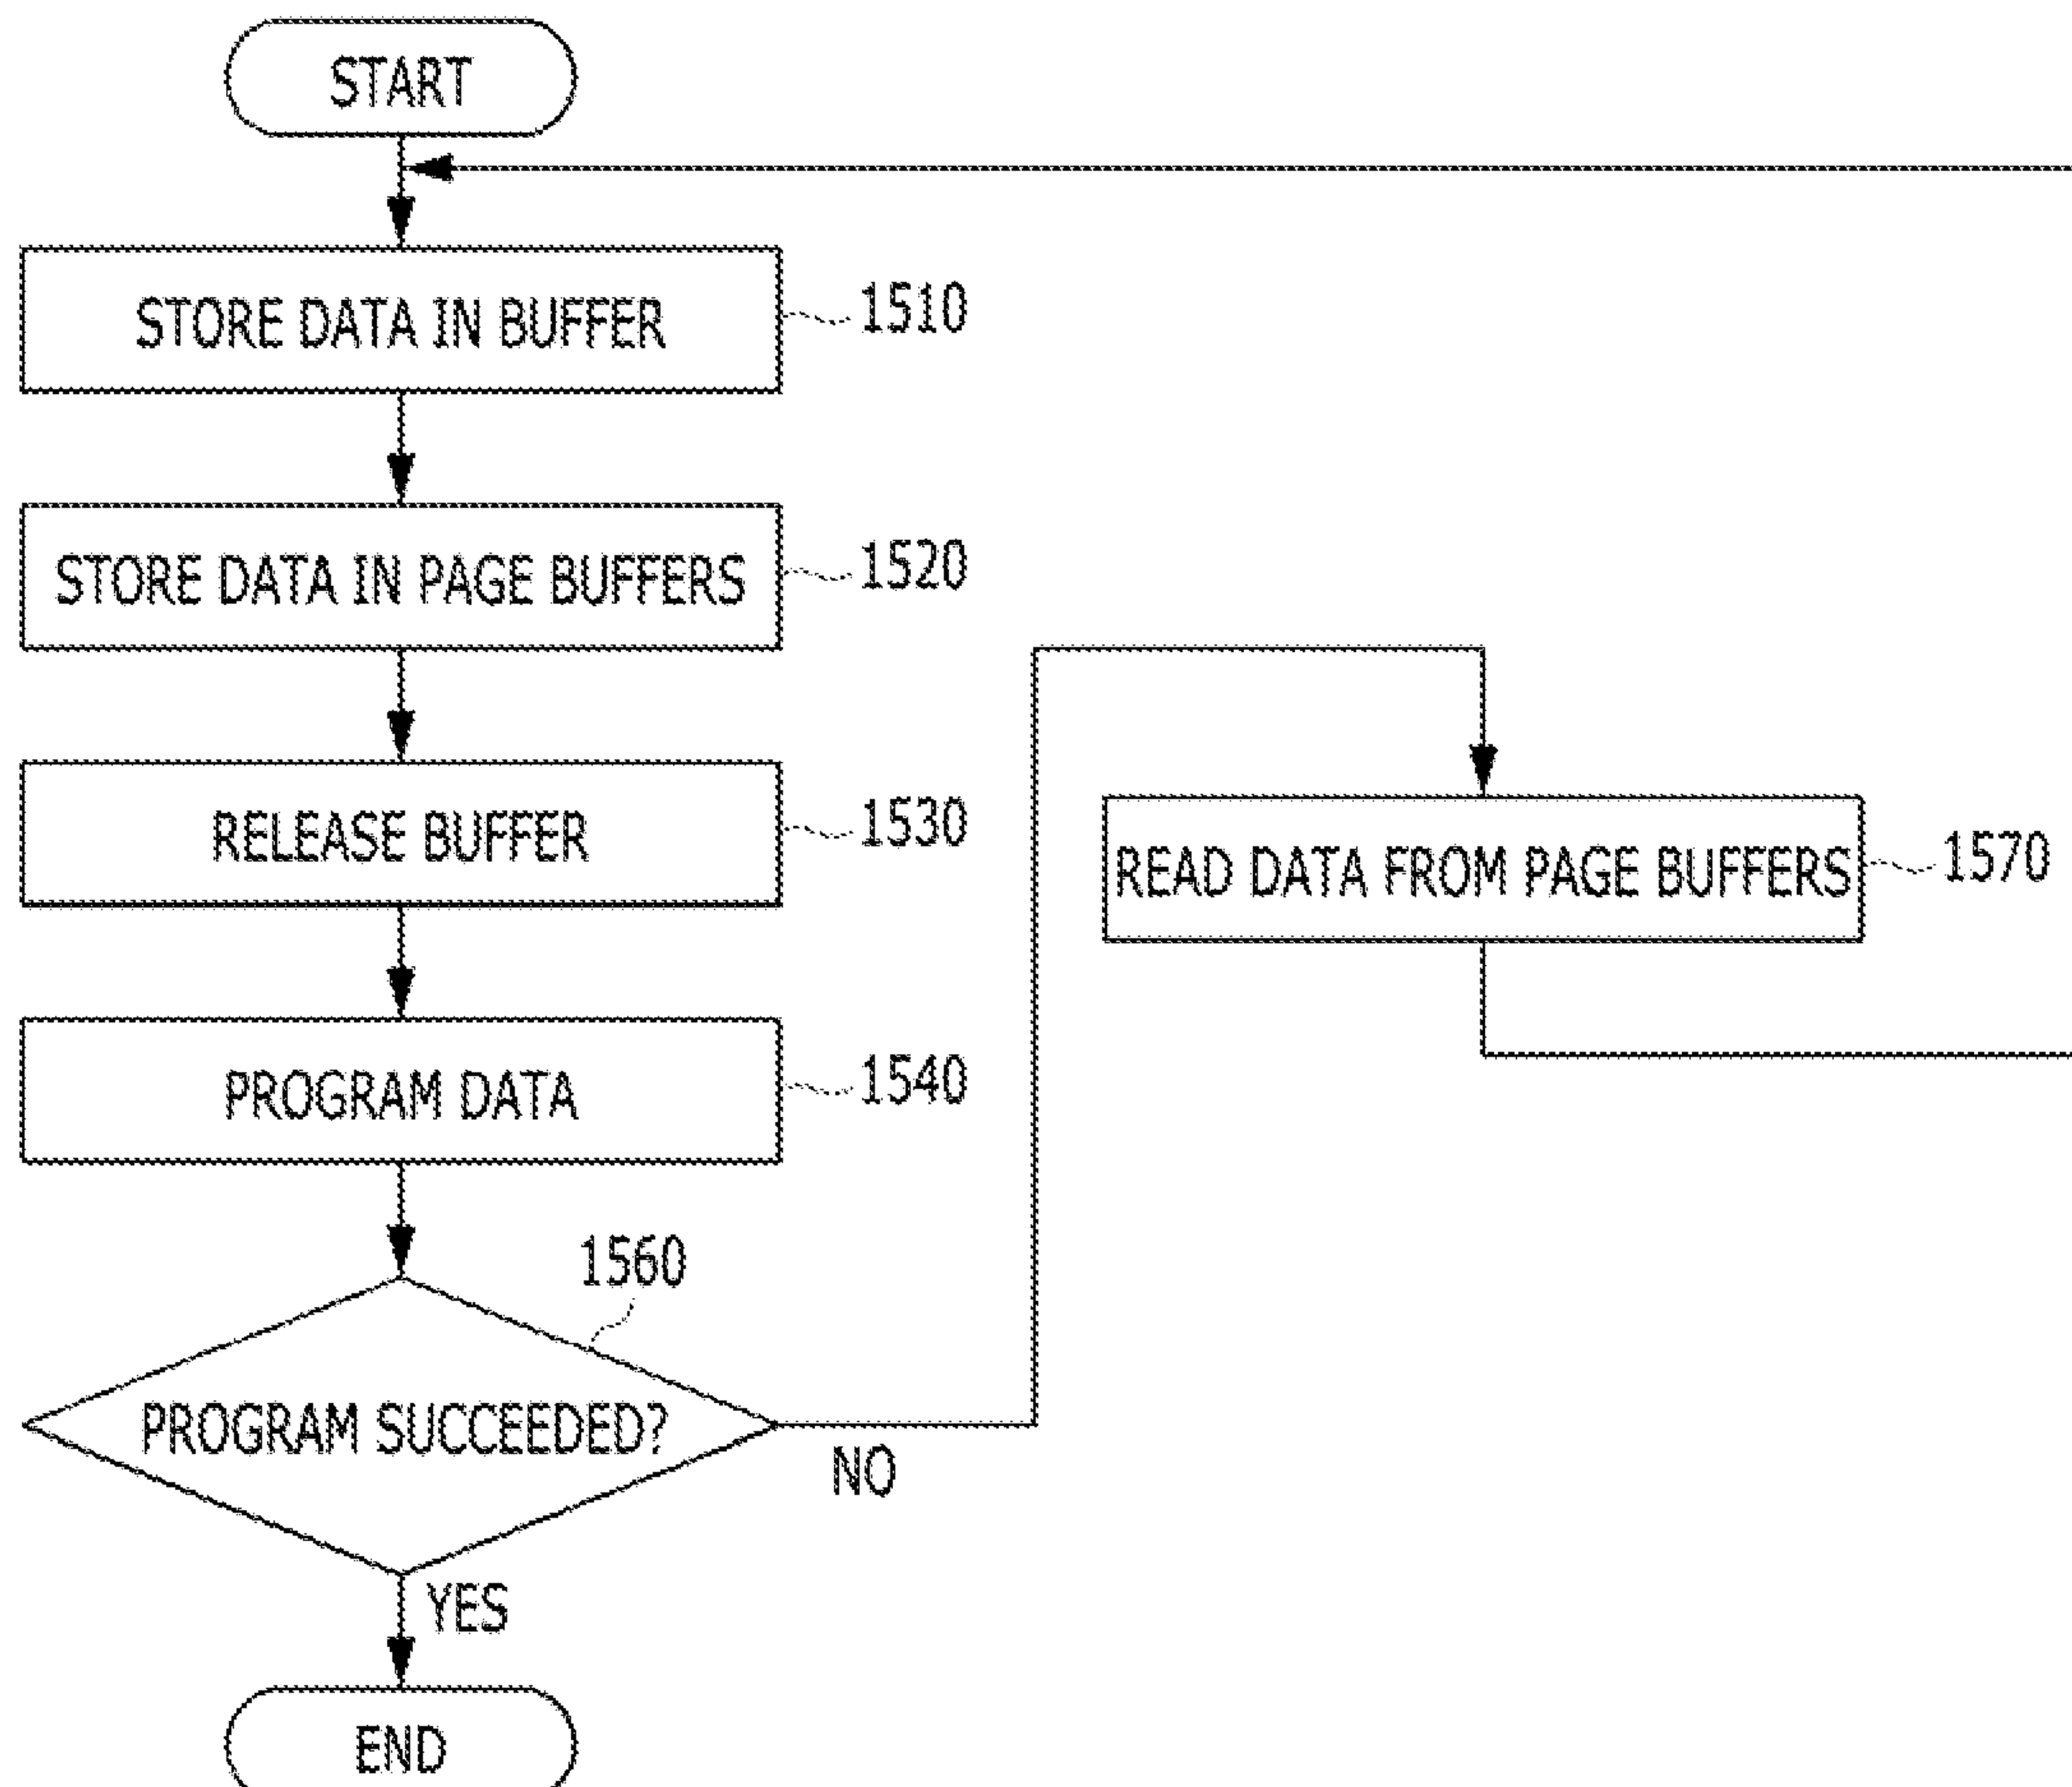 START
STORE DATA IN BUFFER
1510
STORE DATA IN PAGE BUFFERS
1520
RELEASE BUFFER
1530
READ DATA FROM PAGE BUFFERS
1570
PROGRAM DATA
1540
1560
PROGRAM SUCCEEDED?
NO
YES
END